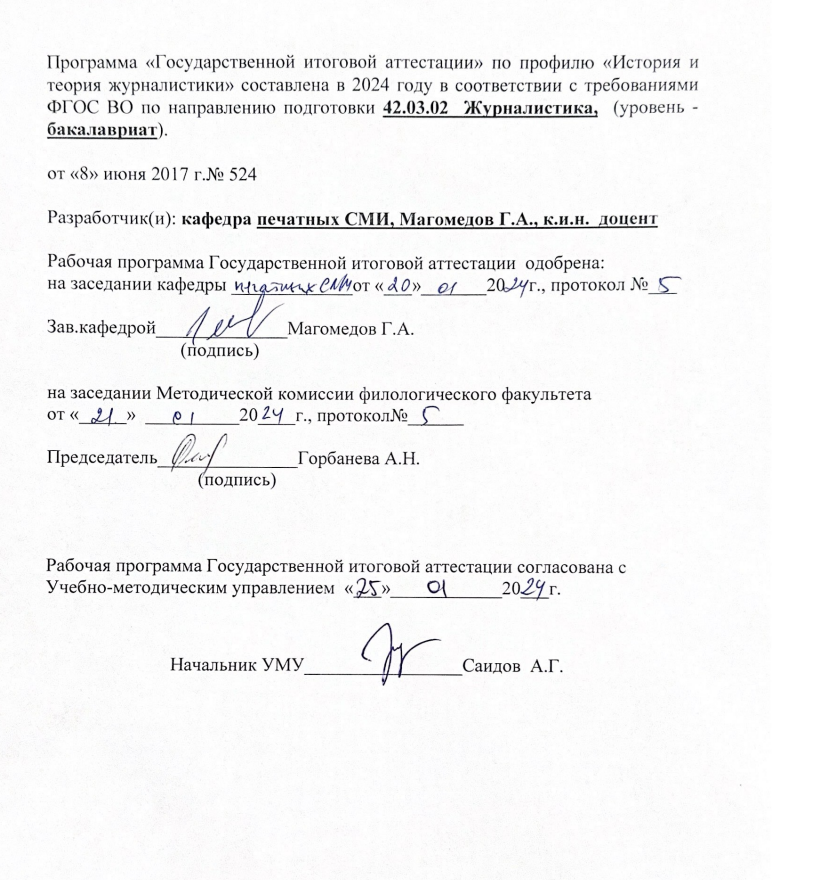 Программа «Государственной итоговой аттестации» по профилю «История и
теория журналистики» составлена в 2024 году в соответствии с требованиями
ФГОС ВО по направлению подготовки 42.03.02 Журналистика, (уровень -
бакалавриат).
от «8» июня 2017 г.№ 524
Разработчик(и): кафедра печатных СМИ, Магомедов Г.А., к.и.н. доцент
Рабочая программа Государственной итоговой аттестации одобрена:
на заседании кафедры печатных СМИ от «20» 01 2024г., протокол № 5
Зав.кафедрой Магомедов Г.А.
(подпись)
на заседании Методической комиссии филологического факультета
от «21» 01 2024 г., протокол№ 5
Председатель Горбанева А.Н.
(подпись)
Рабочая программа Государственной итоговой аттестации согласована с
Учебно-методическим управлением «25» 01 2024г.
Начальник УМУ Саидов А.Г.